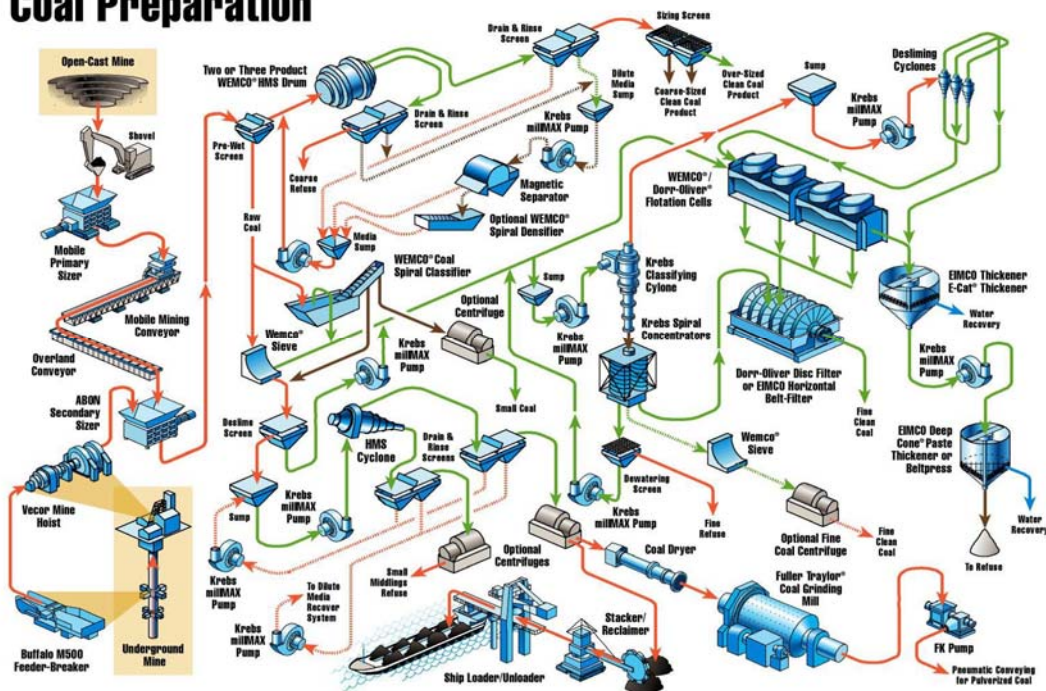 Coal Preparation
Open-Cast Mine
Shovel
Mobile
Primary
Sizer
Mobile Mining
Conveyor
Overland
Conveyor
ABON
Secondary
Sizer
Vecor Mine
Hoist
Buffalo M500
Feeder-Breaker
Underground
Mine
Two or Three Product
WEMCO® HMS Drum
Pre-Wet
Screen
Raw
Coal
Coarse
Refuse
Drain & Rinse
Screen
Drain & Rinse
Screen
Sizing Screen
Dilute
Media
Sump
Coarse-Sized
Clean Coal
Product
Over-Sized
Clean Coal
Product
Krebs
millMAX Pump
Magnetic
Separator
Optional WEMCO®
Spiral Densifier
Media
Sump
WEMCO® Coal
Spiral Classifier
Wemco®
Sieve
Krebs
millMAX
Pump
Optional
Centrifuge
Small Coal
Deslime
Screen
HMS
Cyclone
Drain &
Rinse
Screens
Sump
Krebs
millMAX
Pump
Krebs
millMAX
Pump
To Dilute
Media
Recover
System
Krebs
millMAX
Pump
Small
Middlings
Refuse
Optional
Centrifuges
Ship Loader/Unloader
Stacker/
Reclaimer
Coal Dryer
Fuller Traylor®
Coal Grinding
Mill
FK Pump
Pneumatic Conveying
for Pulverized Coal
Sump
Krebs
millMAX
Pump
Krebs
Classifying
Cylone
Krebs Spiral
Concentrators
Dewatering
Screen
Krebs
millMAX Pump
Fine
Refuse
Wemco®
Sieve
Optional Fine
Coal Centrifuge
Fine
Clean
Coal
Sump
Krebs
millMAX
Pump
Desliming
Cyclones
WEMCO®/
Dorr-Oliver®
Flotation Cells
Dorr-Oliver Disc Filter
or EIMCO Horizontal
Belt-Filter
Fine
Clean
Coal
EIMCO Thickener
E-Cat® Thickener
Water
Recovery
Krebs
millMAX
Pump
EIMCO Deep
Cone® Paste
Thickener or
Beltpress
Water
Recovery
To Refuse